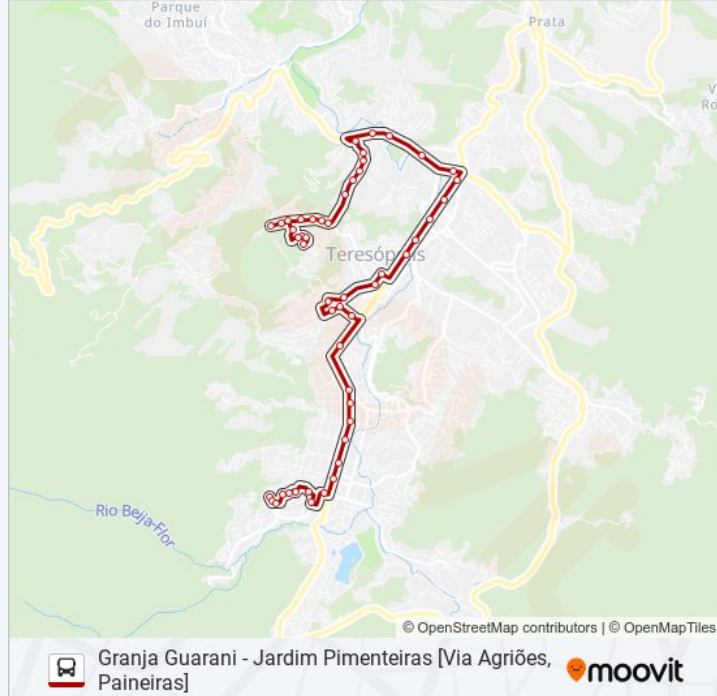 Parque
do Imbuí
Prata
V
Ro
Teresópolis
Rio Beija-Flor
© OpenStreetMap contributors | © OpenMapTiles
Granja Guarani - Jardim Pimenteiras [Via Agriões,
Paineiras]
moovit